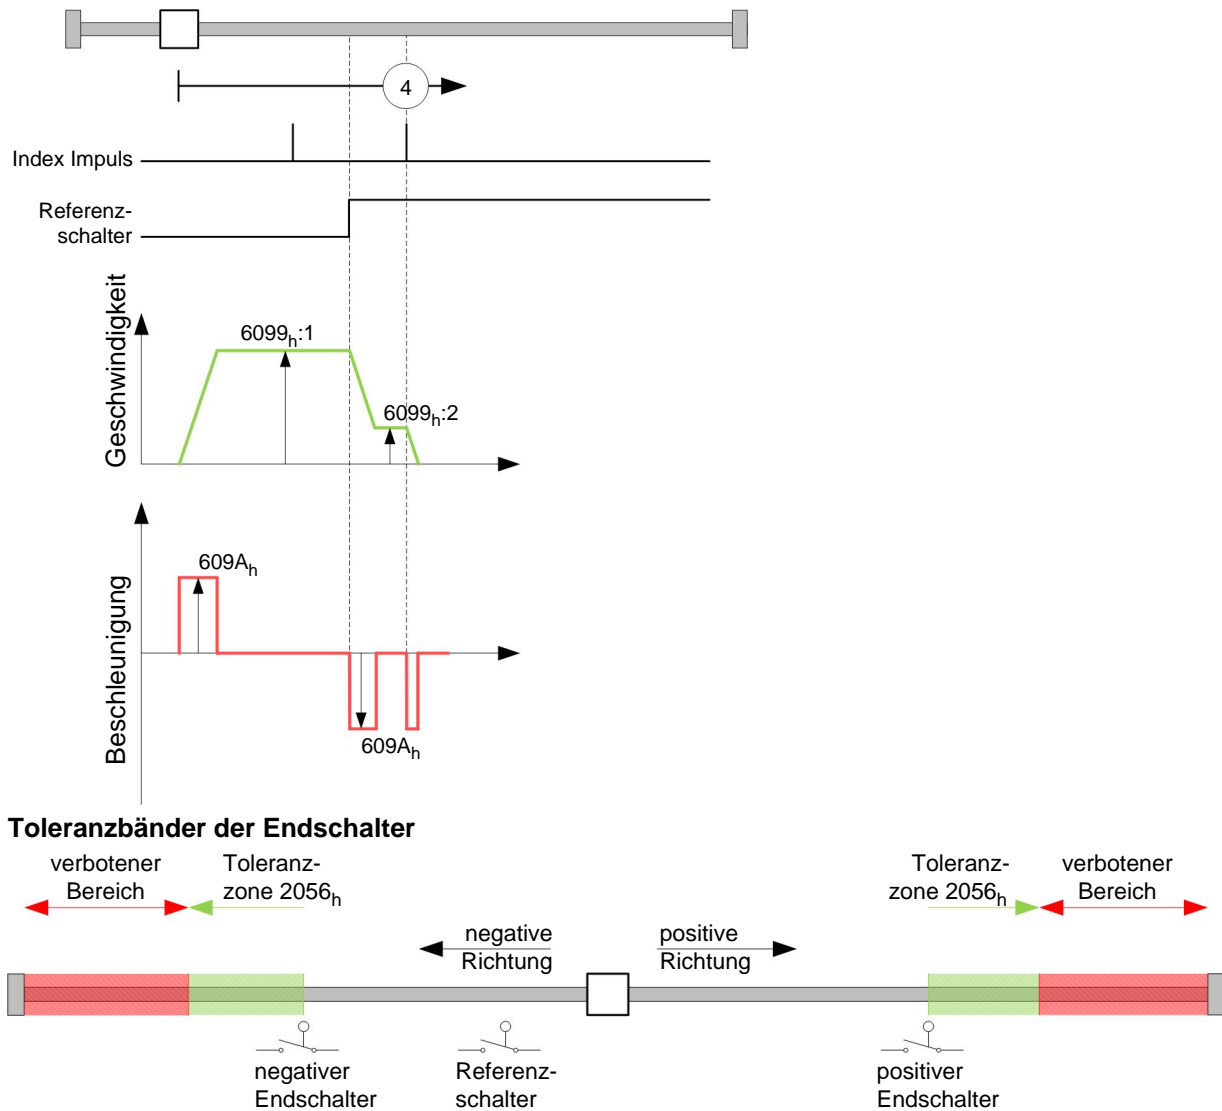 4
Index Impuls
Referenz-
schalter
Geschwindigkeit
6099h:1
6099h:2
Beschleunigung
609Ah
609Ah
Toleranzbänder der Endschalter
verbotener
Bereich
Toleranz-
zone 2056h
Toleranz-
zone 2056h
verbotener
Bereich
negative
Richtung
positive
Richtung
negativer
Endschalter
Referenz-
schalter
positiver
Endschalter